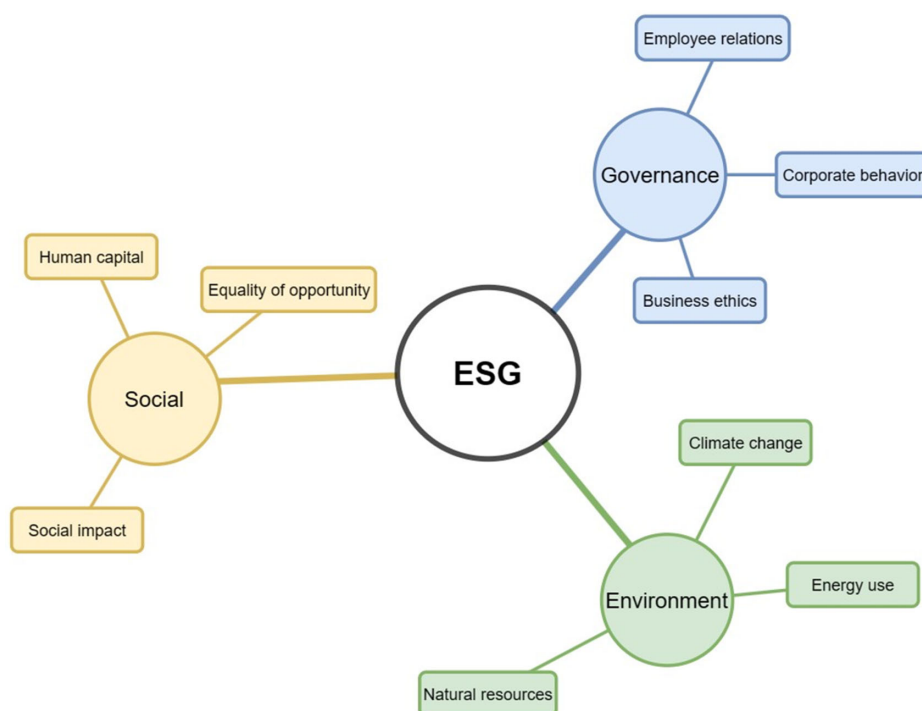 Employee relations
Governance
Corporate behavior
Business ethics
Human capital
Equality of opportunity
Social
Social impact
ESG
Climate change
Environment
Energy use
Natural resources